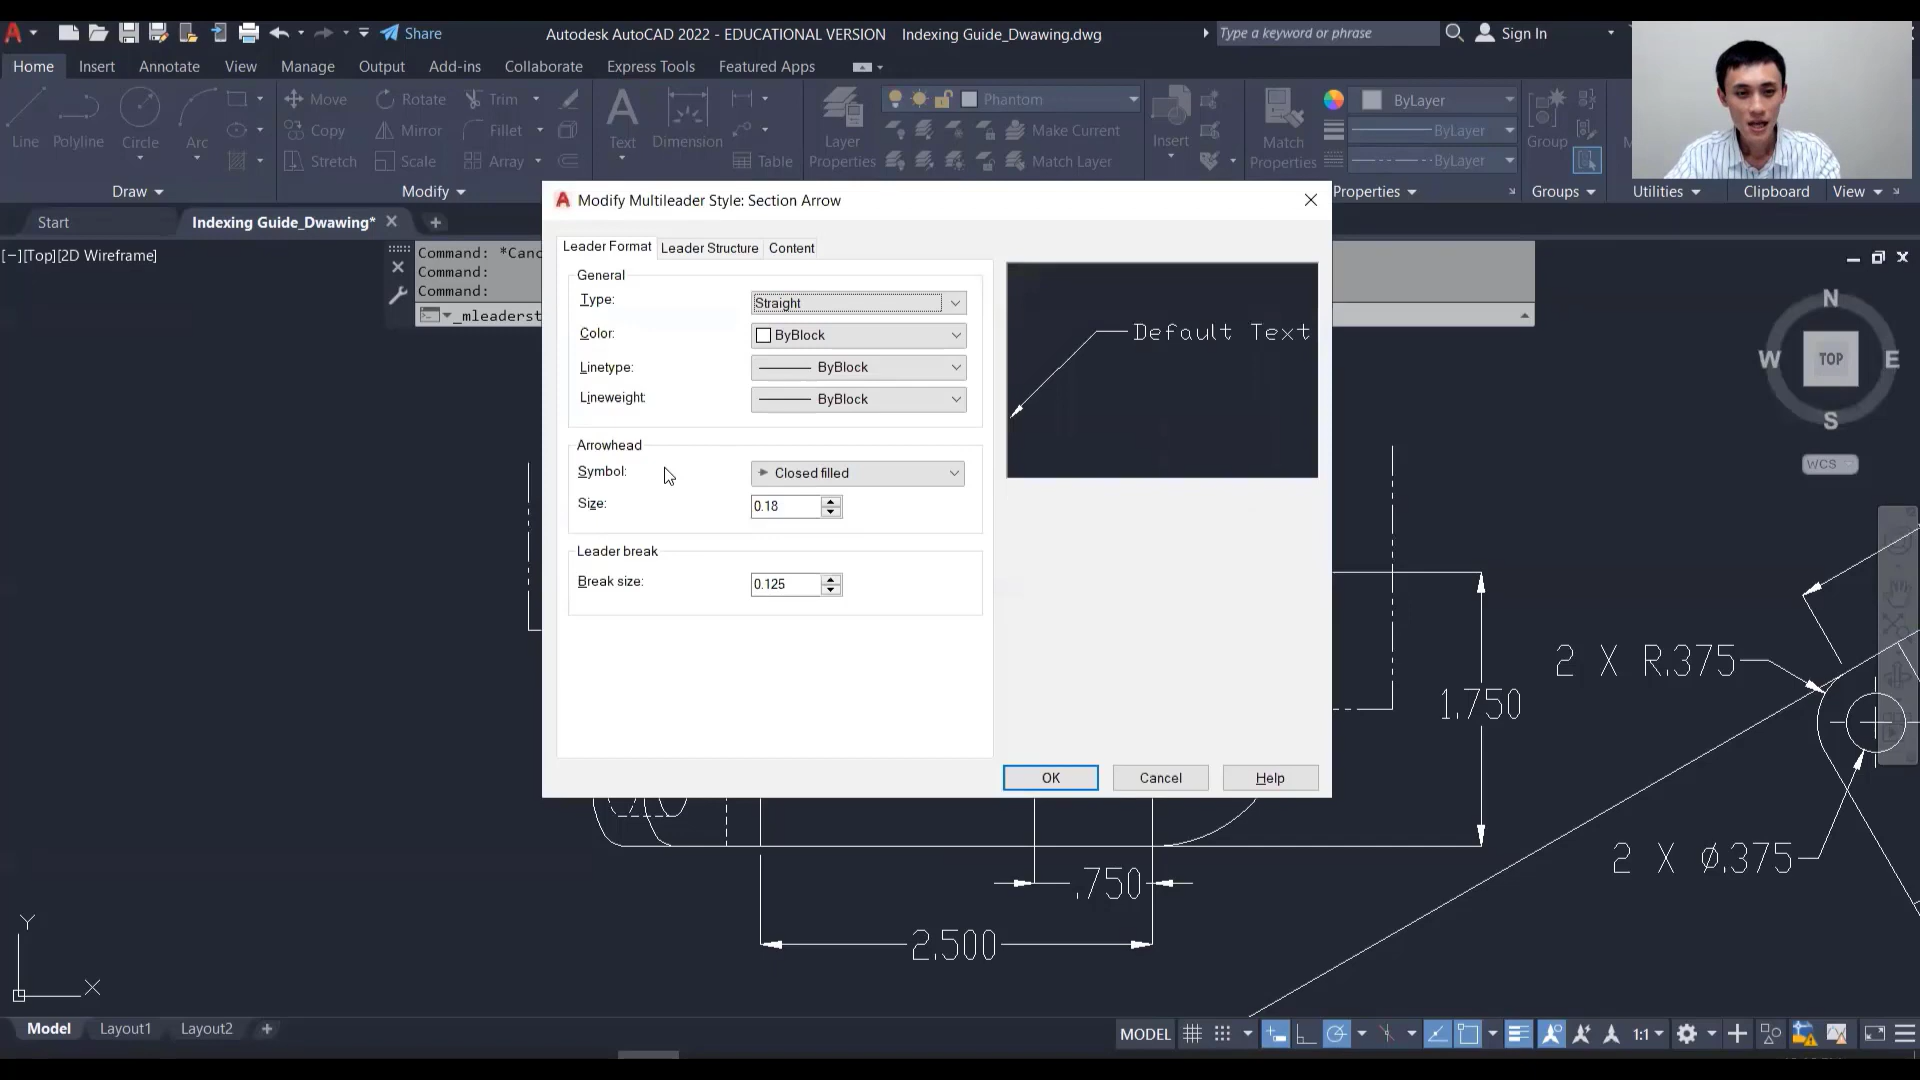 Share
Autodesk AutoCAD 2022 - EDUCATIONAL VERSION Indexing Guide_Dwawing.dwg
Type a keyword or phrase
Sign In
Home Insert Annotate View Manage Output Add-ins Collaborate Express Tools Featured Apps
Line Polyline Circle Arc
Move Rotate Trim
Copy Mirror Fillet
Stretch Scale Array
Text Dimension Table
Layer Properties
Phantom
Make Current
Match Layer
Insert
Match Properties
ByLayer
ByLayer
ByLayer
Group
Draw Modify Properties Groups Utilities Clipboard View
Start Indexing Guide_Dwawing*
[−][Top][2D Wireframe]
Command: *Canc
Command:
Command:
_mleaderst
Modify Multileader Style: Section Arrow
Leader Format Leader Structure Content
General
Type: Straight
Color: ByBlock
Linetype: ByBlock
Lineweight: ByBlock
Arrowhead
Symbol: Closed filled
Size: 0.18
Leader break
Break size: 0.125
Default Text
OK Cancel Help
N
W TOP E
S
WCS
2 X R.375
1.750
2 X Ø.375
.750
2.500
Y
X
Model Layout1 Layout2
MODEL 1:1